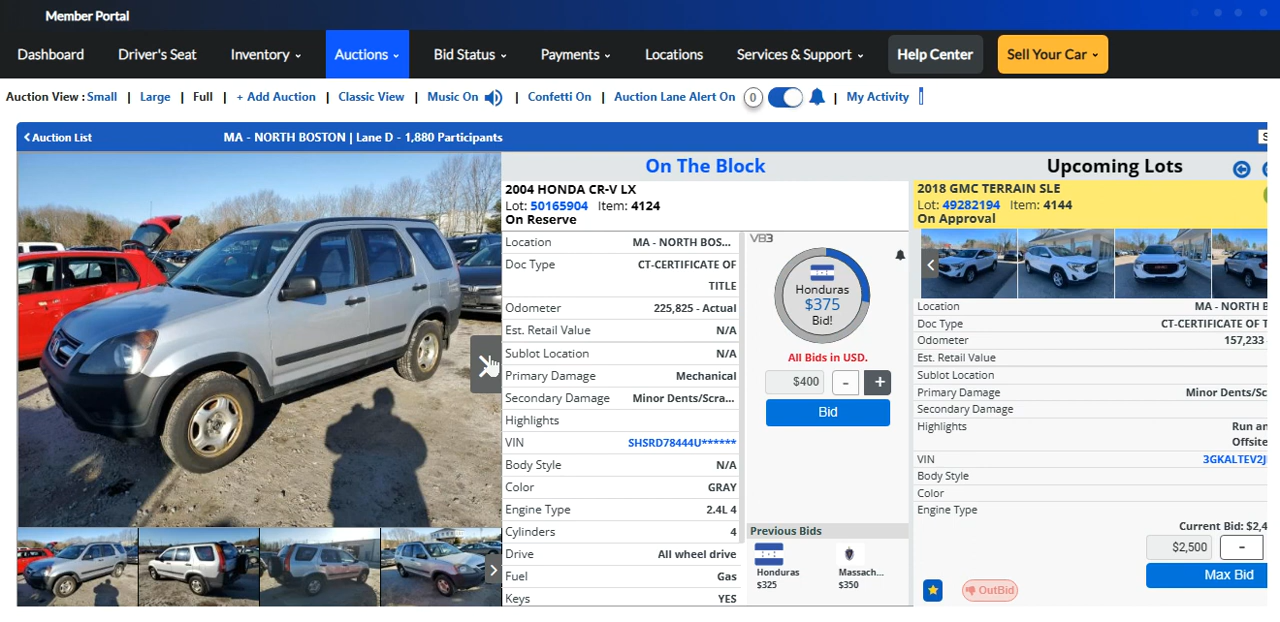 Member Portal
Dashboard Driver's Seat Inventory Auctions Bid Status Payments Locations Services & Support Help Center Sell Your Car
Auction View : Small | Large | Full | + Add Auction | Classic View | Music On | Confetti On | Auction Lane Alert On 0 | My Activity
Auction List MA - NORTH BOSTON | Lane D - 1,880 Participants
On The Block
2004 HONDA CR-V LX
Lot: 50165904 Item: 4124
On Reserve
Location MA - NORTH BOS...
Doc Type CT-CERTIFICATE OF
TITLE
Odometer 225,825 - Actual
Est. Retail Value N/A
Sublot Location N/A
Primary Damage Mechanical
Secondary Damage Minor Dents/Scra...
Highlights
VIN SHSRD78444U******
Body Style N/A
Color GRAY
Engine Type 2.4L 4
Cylinders 4
Drive All wheel drive
Fuel Gas
Keys YES
VB3
Honduras
$375
Bid!
All Bids in USD.
$400 - +
Bid
Previous Bids
Honduras
$325
Massach...
$350
Upcoming Lots
2018 GMC TERRAIN SLE
Lot: 49282194 Item: 4144
On Approval
Location MA - NORTH B
Doc Type CT-CERTIFICATE OF T
Odometer 157,233
Est. Retail Value
Sublot Location
Primary Damage Minor Dents/Sc
Secondary Damage
Highlights Run an
Offsite
VIN 3GKALTEV2J
Body Style
Color
Engine Type
Current Bid: $2,4
$2,500 -
Max Bid
OutBid